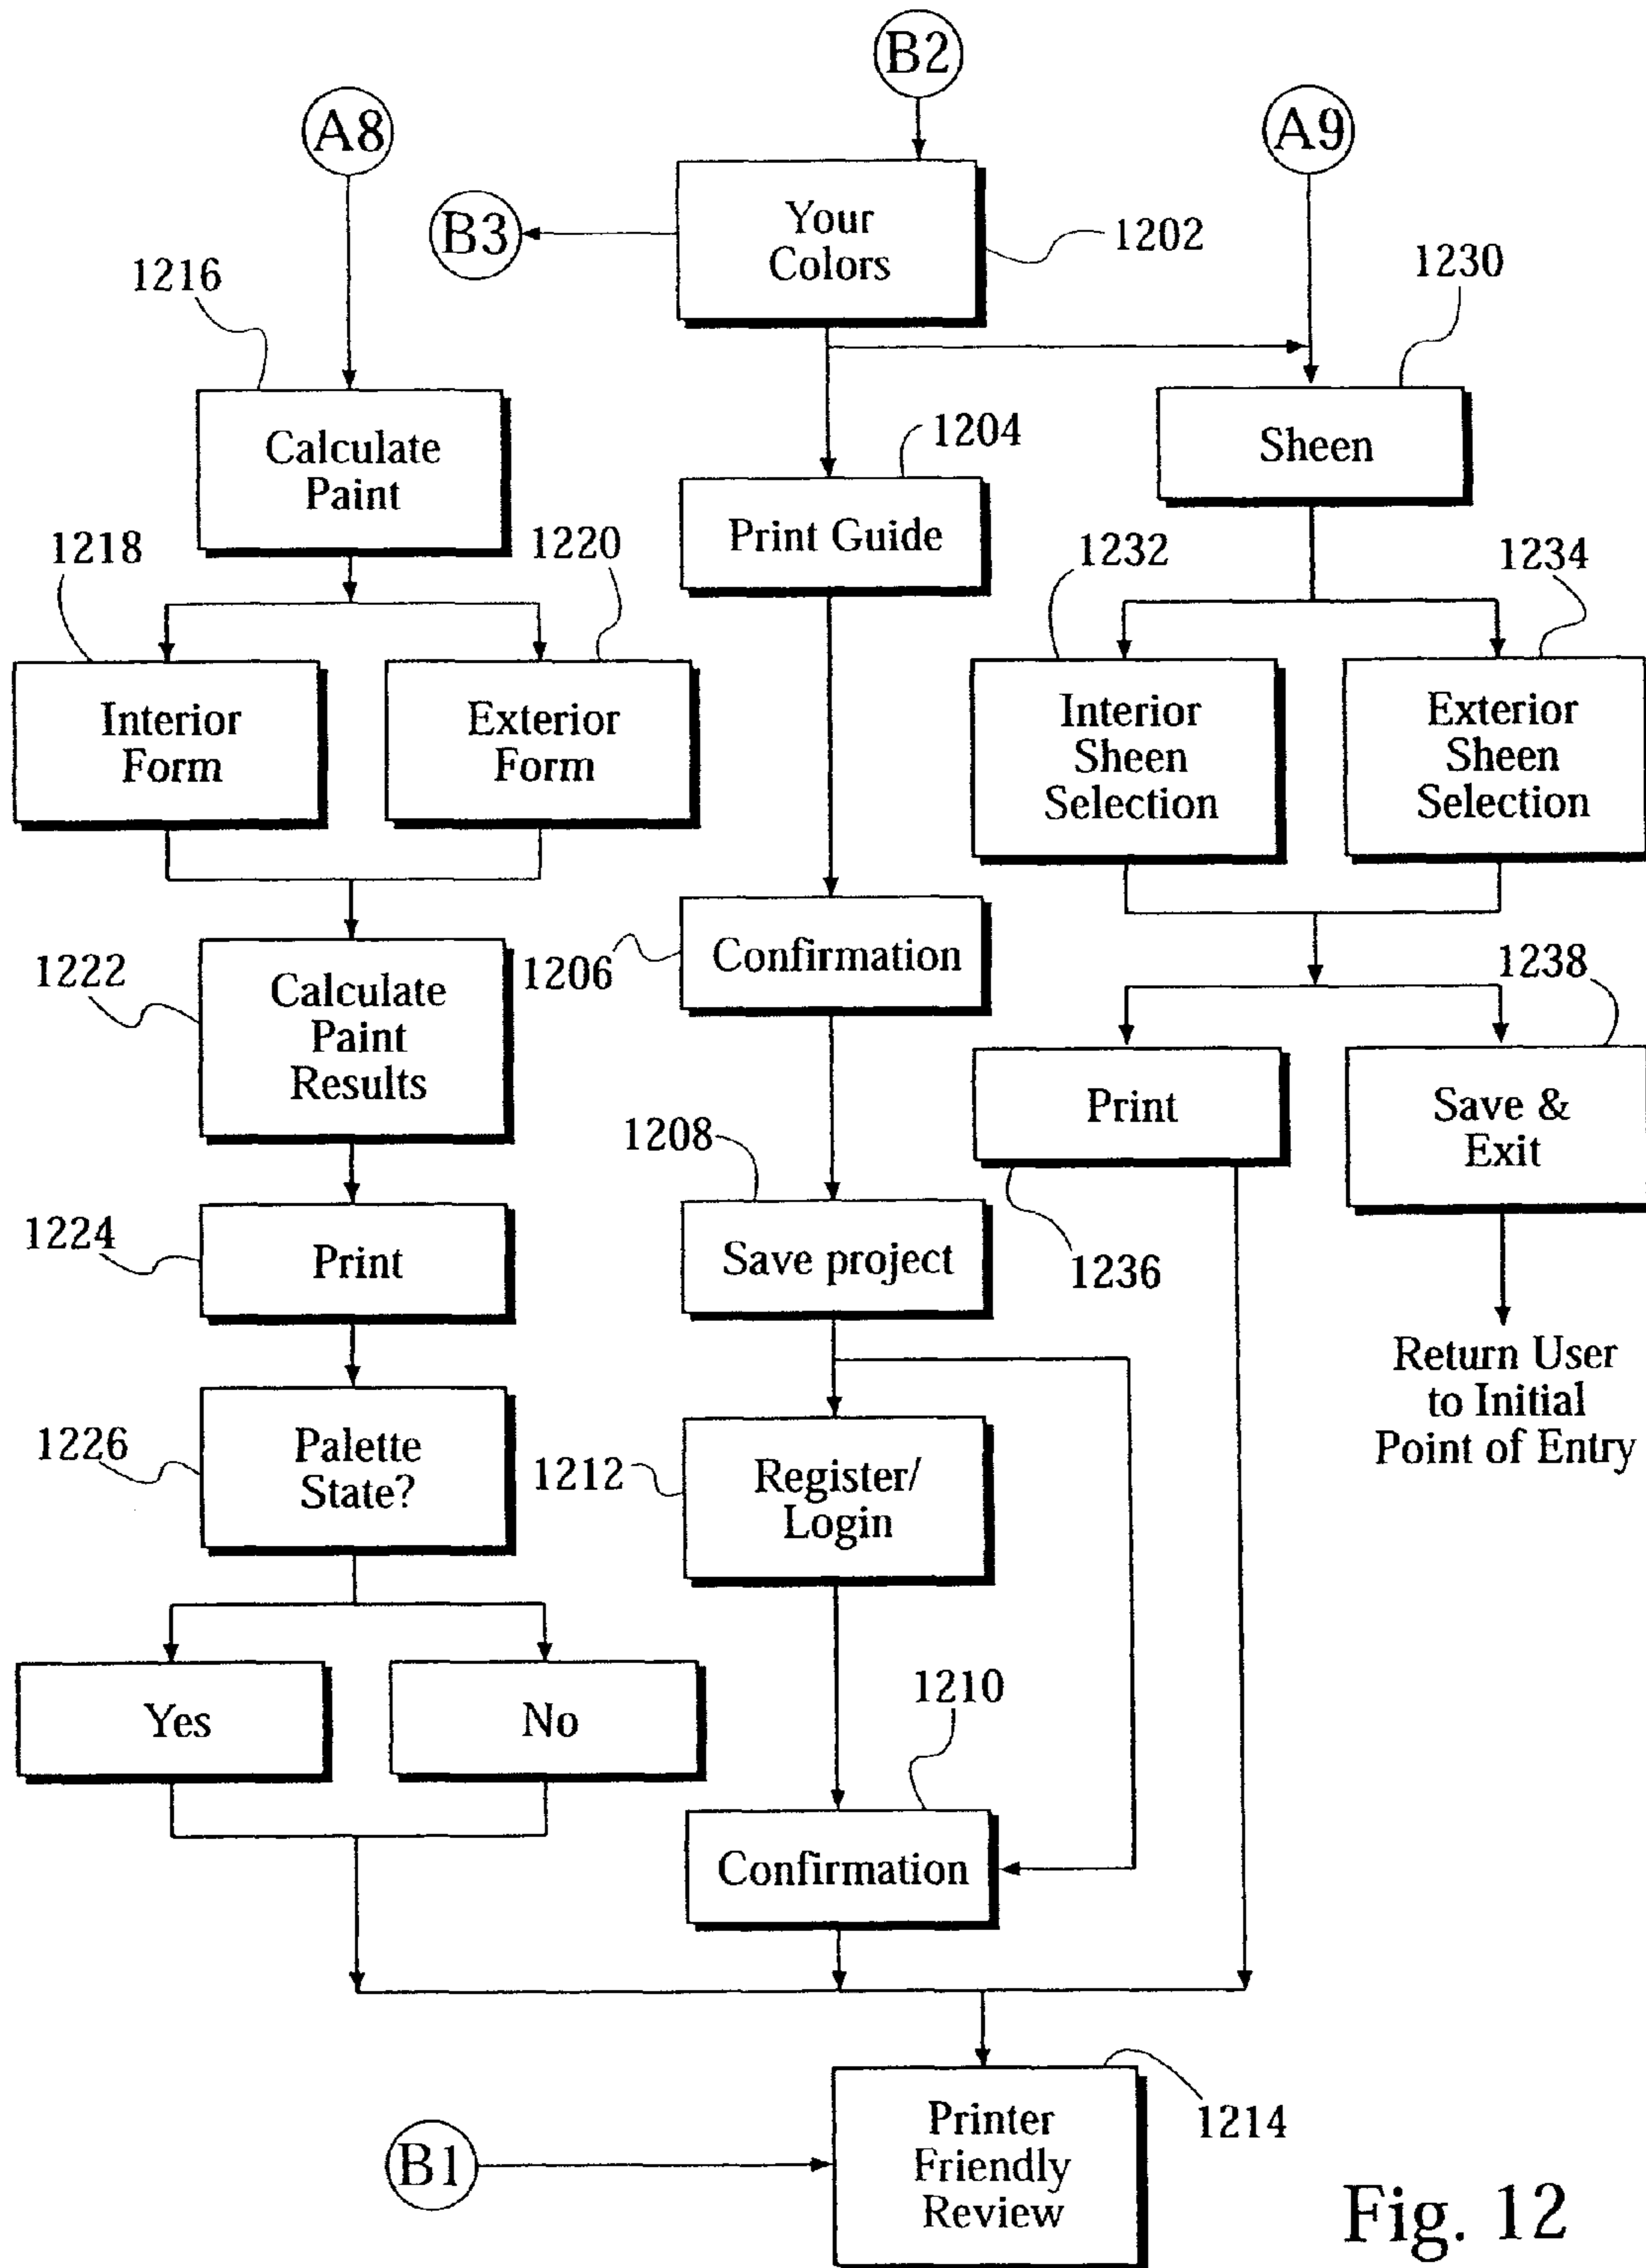 B2
A8
A9
B3
Your
Colors
1202
1216
1230
Calculate
Paint
1204
Sheen
Print Guide
1218
1220
1232
1234
Interior
Form
Exterior
Form
Interior
Sheen
Selection
Exterior
Sheen
Selection
1222
Calculate
Paint
Results
1206
Confirmation
1238
Print
Save &
Exit
1208
1224
Print
Save project
1236
Return User
to Initial
Point of Entry
1226
Palette
State?
1212
Register/
Login
Yes
No
1210
Confirmation
B1
Printer
Friendly
Review
1214
Fig. 12